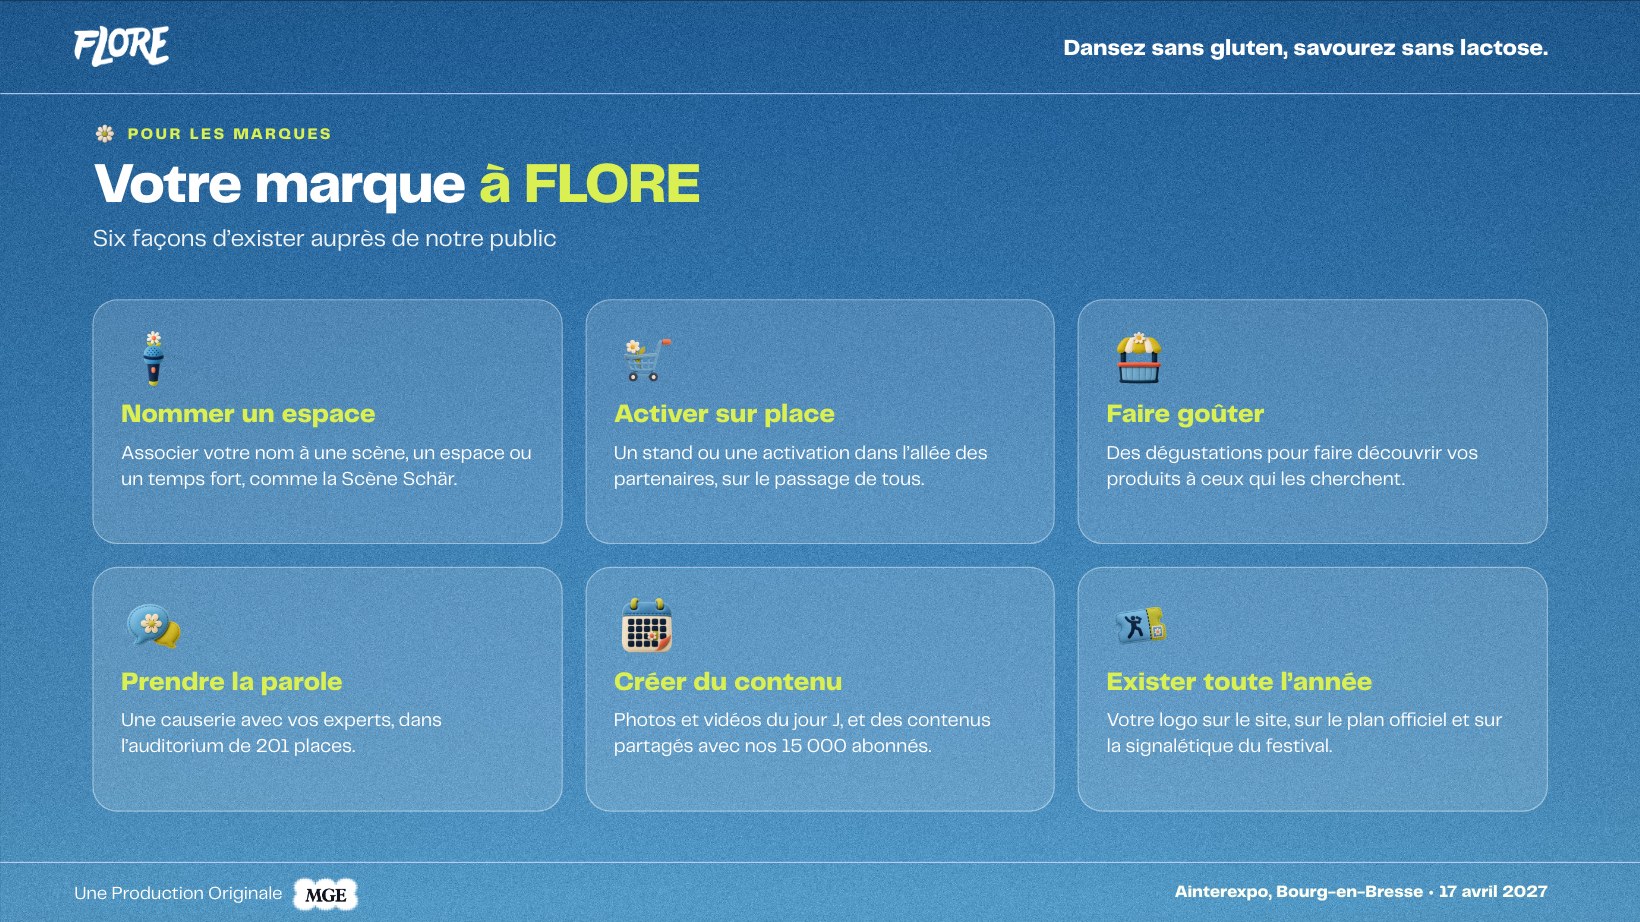 FLORE
Dansez sans gluten, savourez sans lactose.
POUR LES MARQUES
Votre marque à FLORE
Six façons d’exister auprès de notre public
Nommer un espace
Associer votre nom à une scène, un espace ou
un temps fort, comme la Scène Schär.
Activer sur place
Un stand ou une activation dans l’allée des
partenaires, sur le passage de tous.
Faire goûter
Des dégustations pour faire découvrir vos
produits à ceux qui les cherchent.
Prendre la parole
Une causerie avec vos experts, dans
l’auditorium de 201 places.
Créer du contenu
Photos et vidéos du jour J, et des contenus
partagés avec nos 15 000 abonnés.
Exister toute l’année
Votre logo sur le site, sur le plan officiel et sur
la signalétique du festival.
Une Production Originale MGE
Ainterexpo, Bourg-en-Bresse • 17 avril 2027